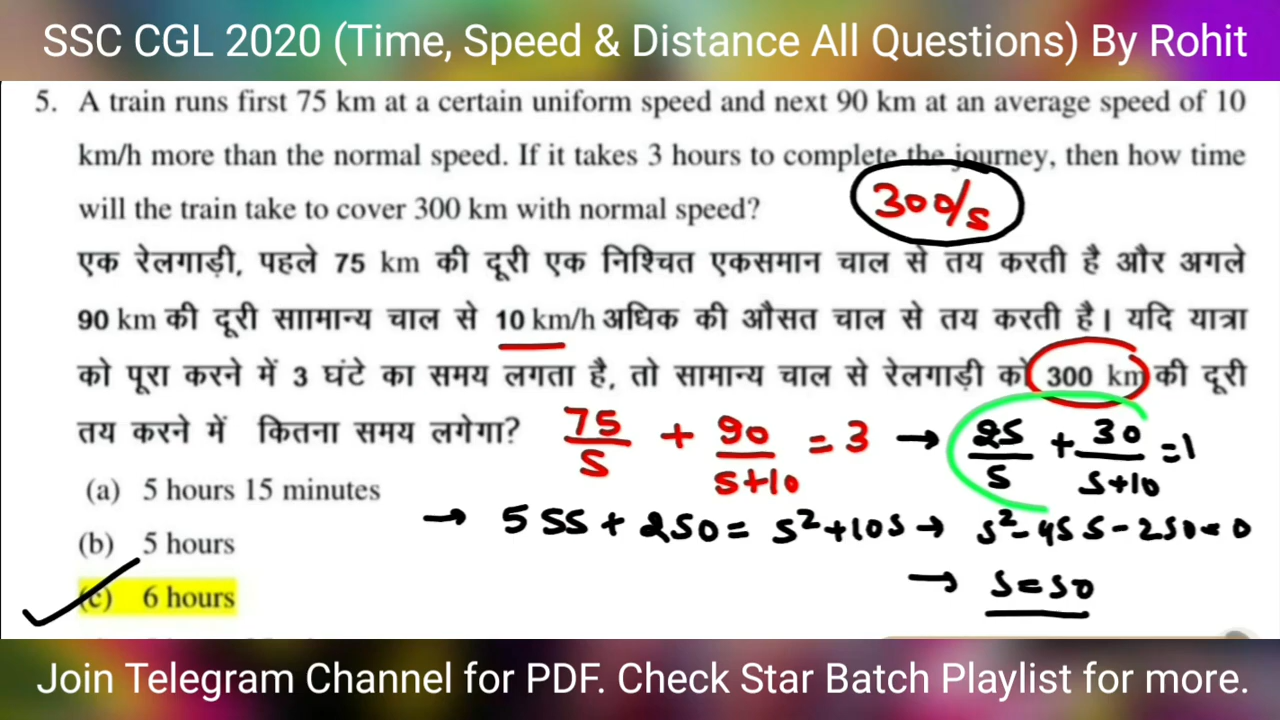 SSC CGL 2020 (Time, Speed & Distance All Questions) By Rohit
5. A train runs first 75 km at a certain uniform speed and next 90 km at an average speed of 10
km/h more than the normal speed. If it takes 3 hours to complete the journey, then how time
will the train take to cover 300 km with normal speed?
300/s
एक रेलगाड़ी, पहले 75 km की दूरी एक निश्चित एकसमान चाल से तय करती है और अगले
90 km की दूरी साामान्य चाल से 10 km/h अधिक की औसत चाल से तय करती है। यदि यात्रा
को पूरा करने में 3 घंटे का समय लगता है, तो सामान्य चाल से रेलगाड़ी को 300 km की दूरी
तय करने में कितना समय लगेगा?
75/s + 90/s+10 = 3 → 25/s + 30/s+10 = 1
(a) 5 hours 15 minutes
→ 55s + 250 = s²+10s → s²-45s-250=0
(b) 5 hours
→ s=50
(c) 6 hours
Join Telegram Channel for PDF. Check Star Batch Playlist for more.